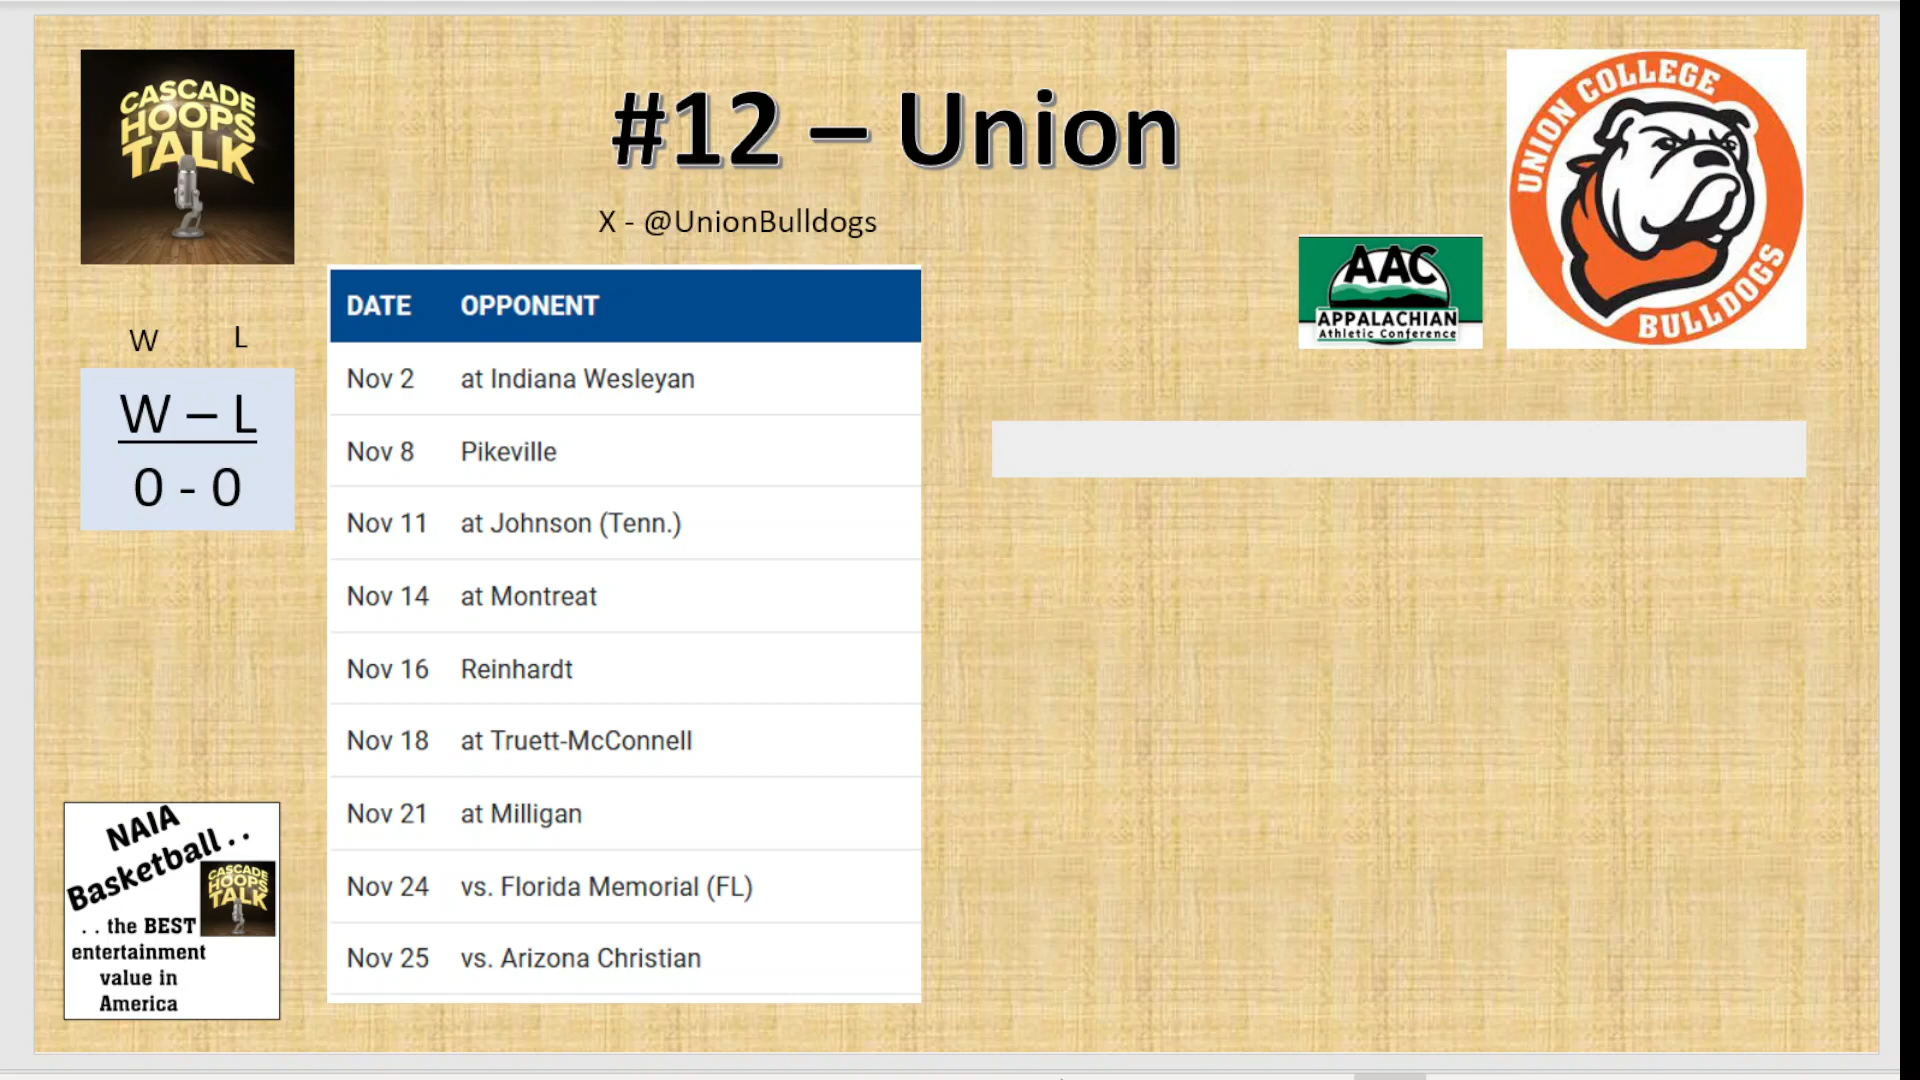 CASCADE
HOOPS
TALK
#12 – Union
X - @UnionBulldogs
UNION COLLEGE
BULLDOGS
AAC
APPALACHIAN
Athletic Conference
W L
W – L
0 - 0
DATE OPPONENT
Nov 2 at Indiana Wesleyan
Nov 8 Pikeville
Nov 11 at Johnson (Tenn.)
Nov 14 at Montreat
Nov 16 Reinhardt
Nov 18 at Truett-McConnell
Nov 21 at Milligan
Nov 24 vs. Florida Memorial (FL)
Nov 25 vs. Arizona Christian
NAIA
Basketball . .
CASCADE
HOOPS
TALK
. . the BEST
entertainment
value in
America